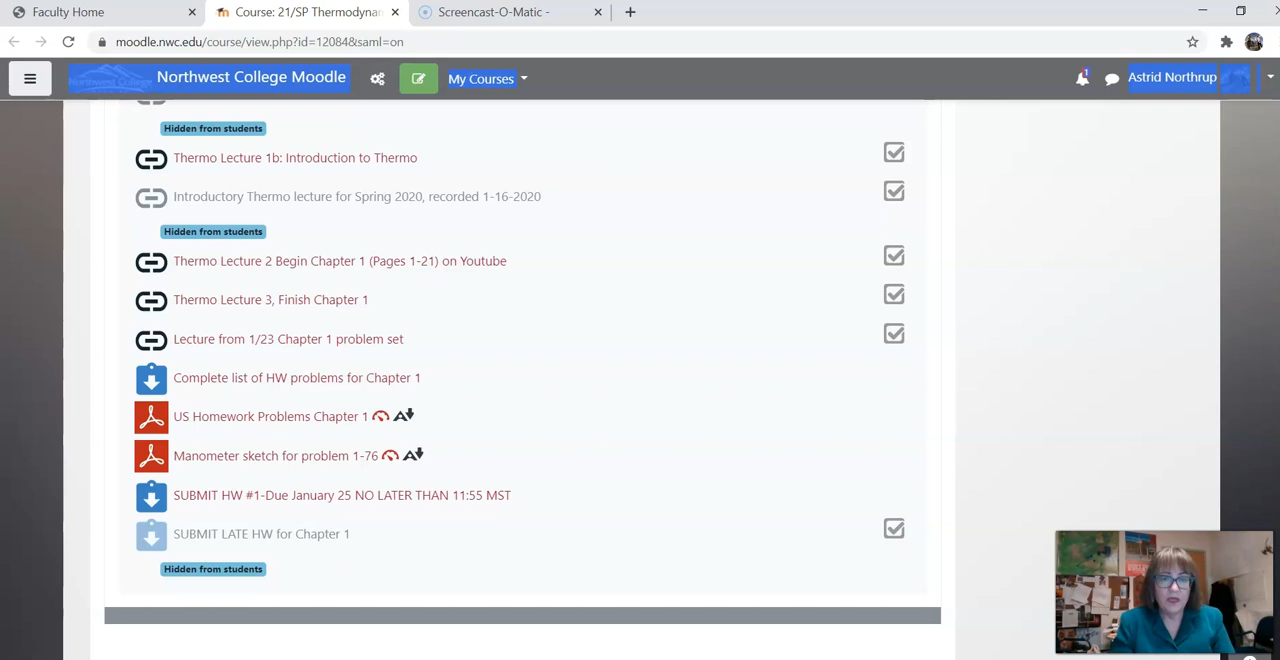 Faculty Home
Course: 21/SP Thermodynar
Screencast-O-Matic -
moodle.nwc.edu/course/view.php?id=12084&saml=on
Northwest College Moodle
My Courses
1
Astrid Northrup
Hidden from students
Thermo Lecture 1b: Introduction to Thermo
Introductory Thermo lecture for Spring 2020, recorded 1-16-2020
Hidden from students
Thermo Lecture 2 Begin Chapter 1 (Pages 1-21) on Youtube
Thermo Lecture 3, Finish Chapter 1
Lecture from 1/23 Chapter 1 problem set
Complete list of HW problems for Chapter 1
US Homework Problems Chapter 1
Manometer sketch for problem 1-76
SUBMIT HW #1-Due January 25 NO LATER THAN 11:55 MST
SUBMIT LATE HW for Chapter 1
Hidden from students